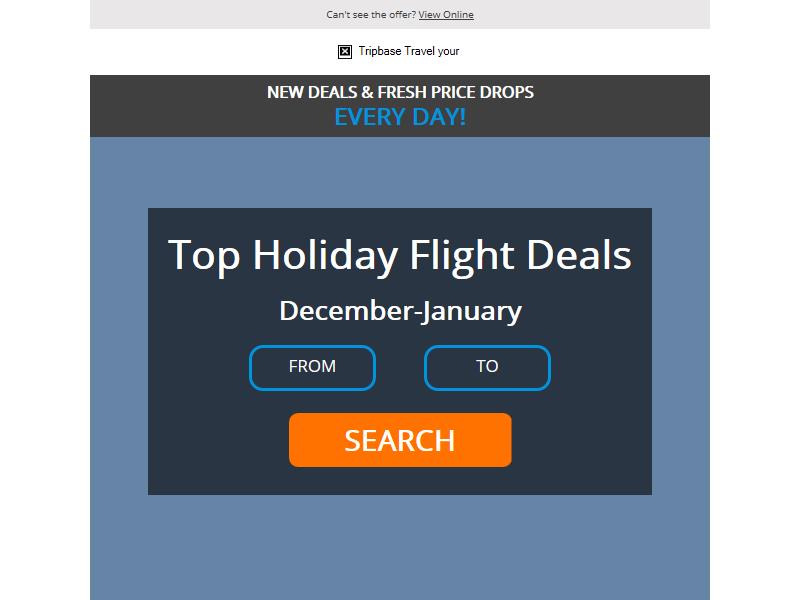 Can't see the offer? View Online
Tripbase Travel your
NEW DEALS & FRESH PRICE DROPS
EVERY DAY!
Top Holiday Flight Deals
December-January
FROM TO
SEARCH